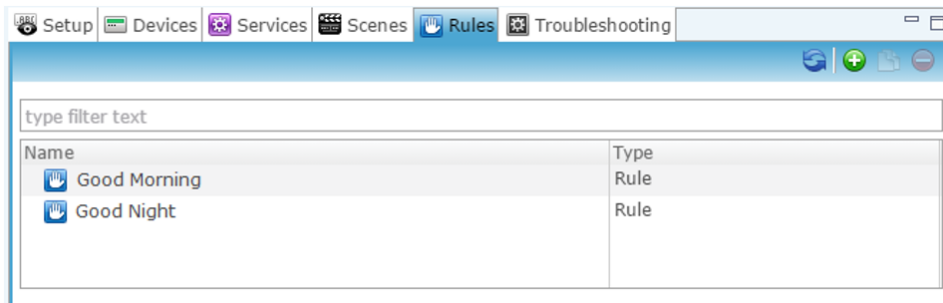 Setup Devices Services Scenes Rules Troubleshooting
type filter text
Name Type
Good Morning Rule
Good Night Rule